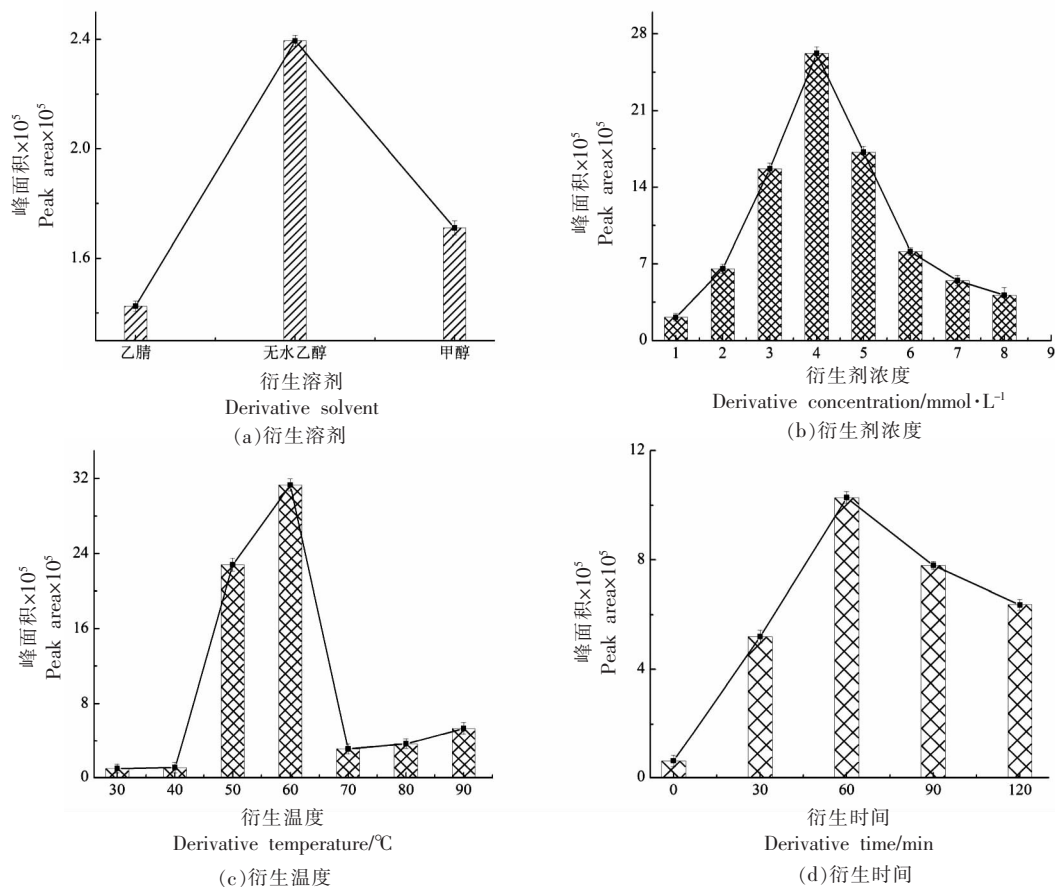 2.4
2.0
1.6
峰面积×10⁵
Peak area×10⁵
乙腈 无水乙醇 甲醇
衍生溶剂
Derivative solvent
(a)衍生溶剂
28
21
14
7
0
峰面积×10⁵
Peak area×10⁵
1 2 3 4 5 6 7 8 9
衍生剂浓度
Derivative concentration/mmol·L⁻¹
(b)衍生剂浓度
32
24
16
8
0
峰面积×10⁵
Peak area×10⁵
30 40 50 60 70 80 90
衍生温度
Derivative temperature/℃
(c)衍生温度
12
8
4
0
峰面积×10⁵
Peak area×10⁵
0 30 60 90 120
衍生时间
Derivative time/min
(d)衍生时间